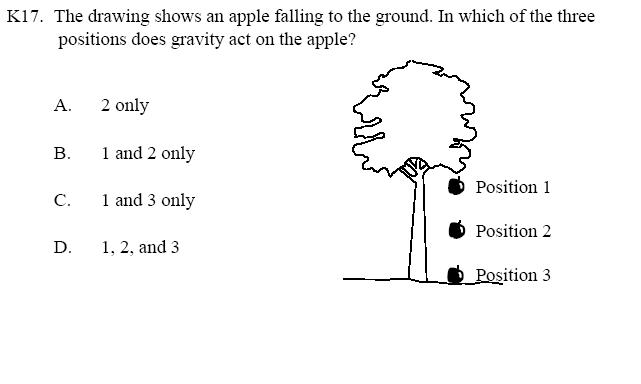 K17. The drawing shows an apple falling to the ground. In which of the three
positions does gravity act on the apple?
A. 2 only
B. 1 and 2 only
C. 1 and 3 only
D. 1, 2, and 3
Position 1
Position 2
Position 3